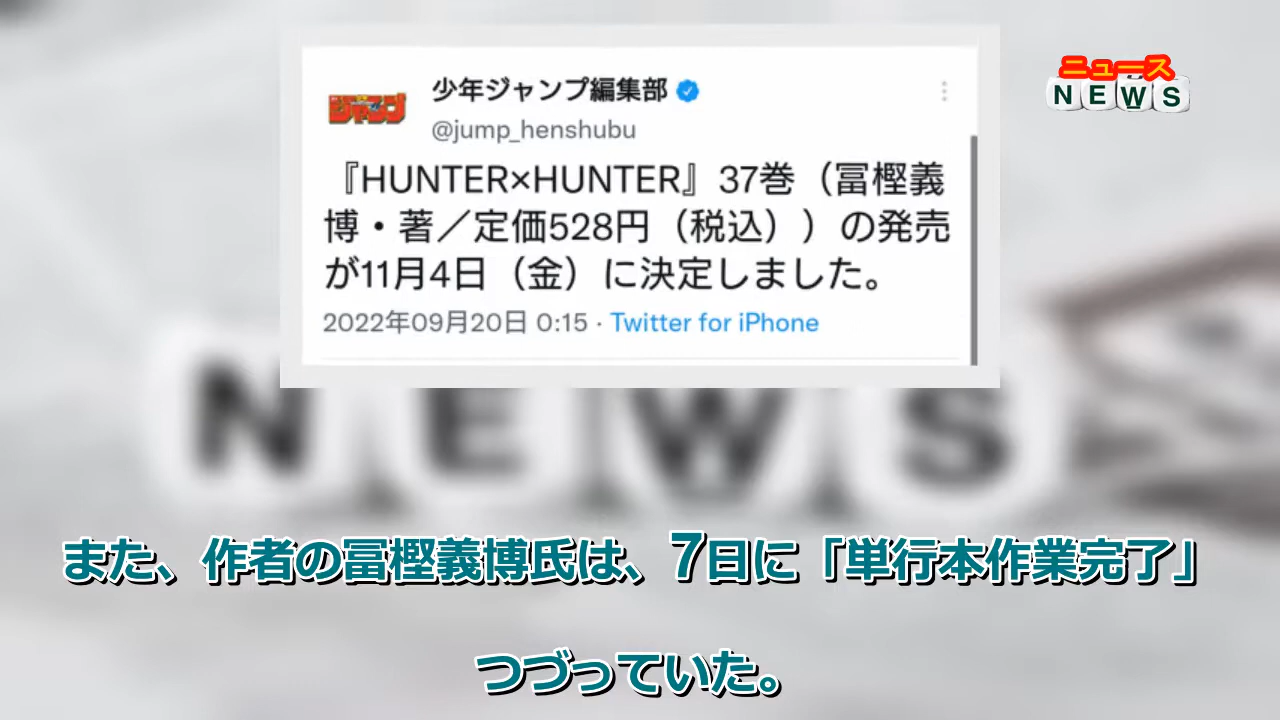 少年ジャンプ編集部
ジャンプ
@jump_henshubu
ニュース
NEWS
『HUNTER×HUNTER』37巻（冨樫義
博・著／定価528円（税込））の発売
が11月4日（金）に決定しました。
2022年09月20日 0:15 · Twitter for iPhone
NEWS
また、作者の冨樫義博氏は、7日に「単行本作業完了」
つづっていた。